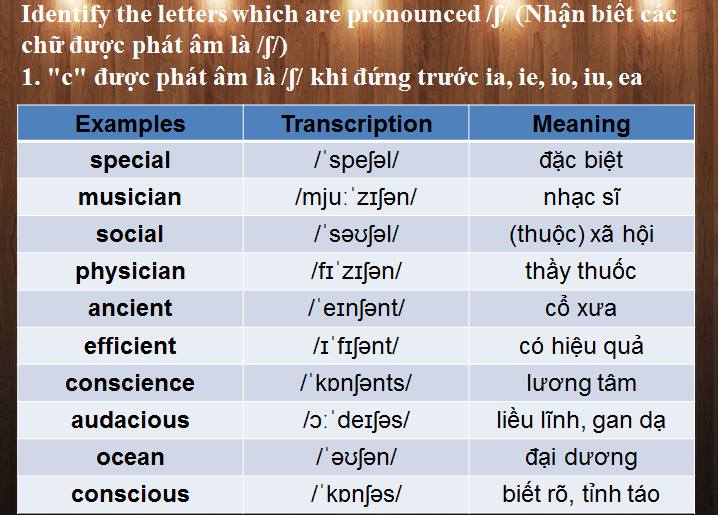 Identify the letters which are pronounced /ʃ/ (Nhận biết các
chữ được phát âm là /ʃ/)
1. "c" được phát âm là /ʃ/ khi đứng trước ia, ie, io, iu, ea
Examples Transcription Meaning
special /ˈspeʃəl/ đặc biệt
musician /mjuːˈzɪʃən/ nhạc sĩ
social /ˈsəʊʃəl/ (thuộc) xã hội
physician /fɪˈzɪʃən/ thầy thuốc
ancient /ˈeɪnʃənt/ cổ xưa
efficient /ɪˈfɪʃənt/ có hiệu quả
conscience /ˈkɒnʃənts/ lương tâm
audacious /ɔːˈdeɪʃəs/ liều lĩnh, gan dạ
ocean /ˈəʊʃən/ đại dương
conscious /ˈkɒnʃəs/ biết rõ, tỉnh táo